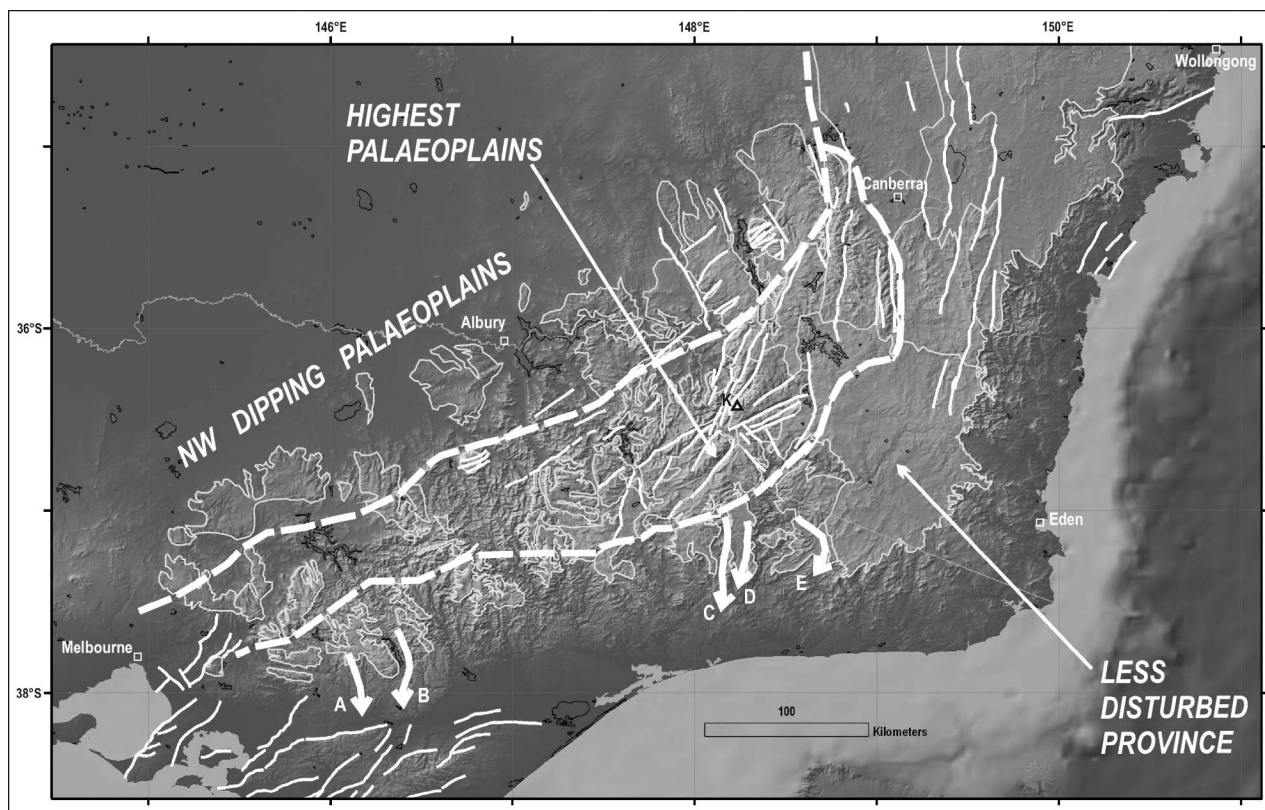 146°E
148°E
150°E
Wollongong
HIGHEST
PALAEOPLAINS
Canberra
NW DIPPING PALAEOPLAINS
36°S
Albury
K
Eden
E
D
C
Melbourne
B
A
38°S
100
Kilometers
LESS
DISTURBED
PROVINCE